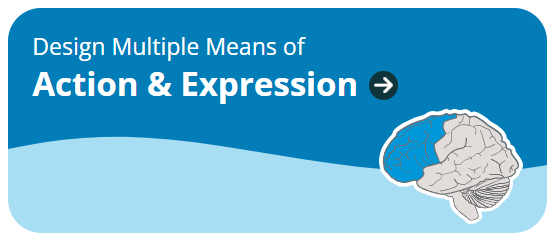 Design Multiple Means of
Action & Expression